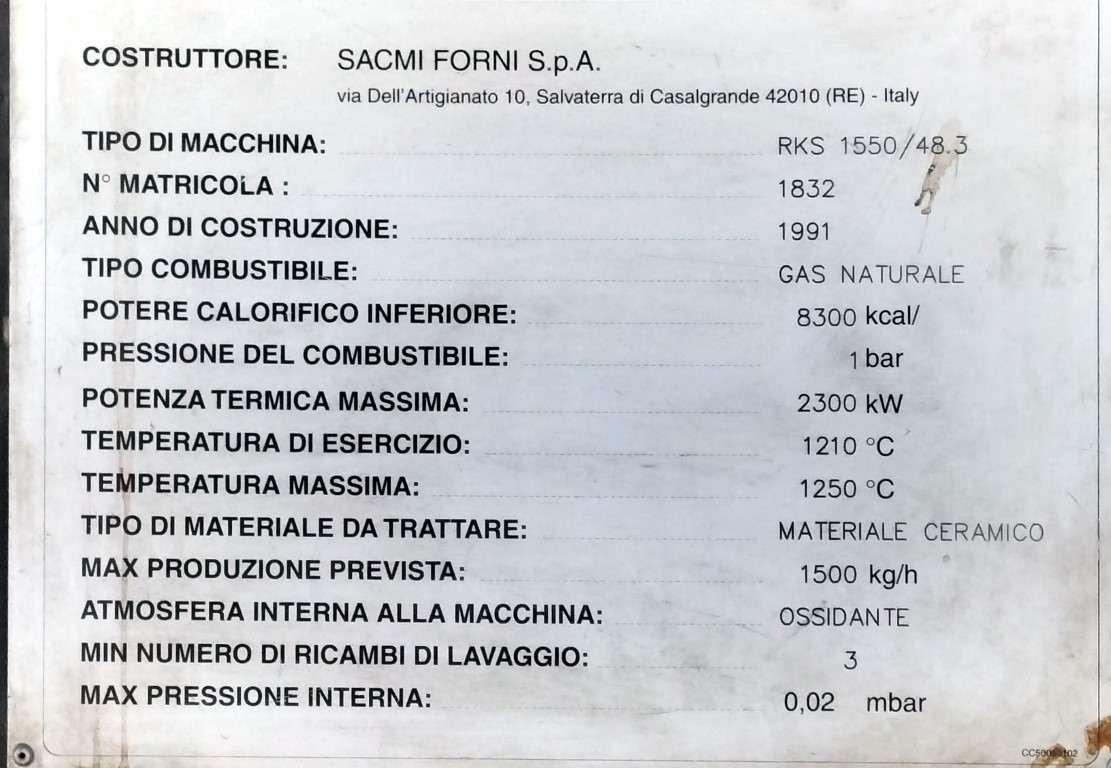 COSTRUTTORE: SACMI FORNI S.p.A.
via Dell'Artigianato 10, Salvaterra di Casalgrande 42010 (RE) - Italy
TIPO DI MACCHINA: RKS 1550/48.3
N° MATRICOLA : 1832
ANNO DI COSTRUZIONE: 1991
TIPO COMBUSTIBILE: GAS NATURALE
POTERE CALORIFICO INFERIORE: 8300 kcal/
PRESSIONE DEL COMBUSTIBILE: 1 bar
POTENZA TERMICA MASSIMA: 2300 kW
TEMPERATURA DI ESERCIZIO: 1210 °C
TEMPERATURA MASSIMA: 1250 °C
TIPO DI MATERIALE DA TRATTARE: MATERIALE CERAMICO
MAX PRODUZIONE PREVISTA: 1500 kg/h
ATMOSFERA INTERNA ALLA MACCHINA: OSSIDANTE
MIN NUMERO DI RICAMBI DI LAVAGGIO: 3
MAX PRESSIONE INTERNA: 0,02 mbar